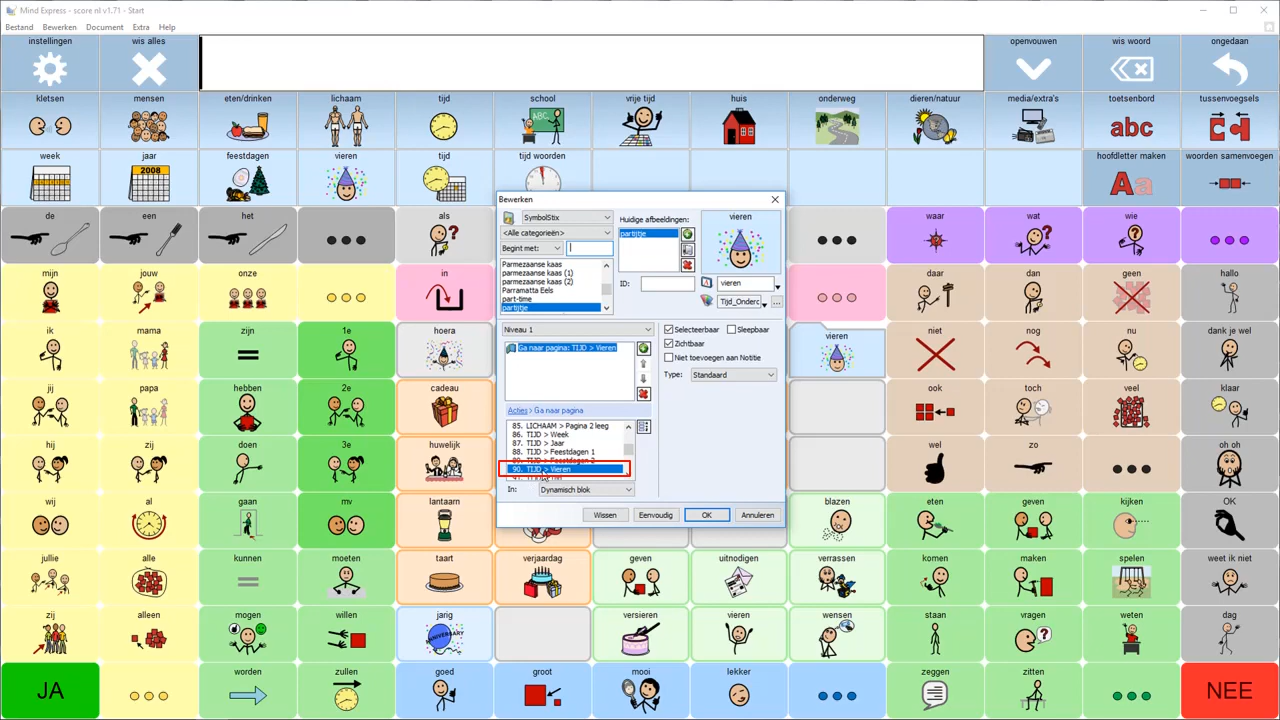 Mind Express - score nl v1.71 - Start
Bestand Bewerken Document Extra Help
instellingen wis alles openvouwen wis woord ongedaan
kletsen mensen eten/drinken lichaam tijd school vrije tijd huis onderweg dieren/natuur media/extra's toetsenbord tussenvoegsels
ABC
abc
week jaar feestdagen vieren tijd tijd woorden hoofdletter maken woorden samenvoegen
2008
Aa
Bewerken
de een het als waar wat wie
SymbolStix
Huidige afbeeldingen:
vieren
<Alle categorieën>
partijtje
Begint met:
Parmezaanse kaas
Parmezaanse kaas (1)
Parmezaanse kaas (2)
Parramatta Eels
part-time
partijtje
ID:
vieren
Tijd_Onderc
mijn jouw onze in daar dan geen hallo
Niveau 1
Selecteerbaar
Sleepbaar
Zichtbaar
Niet toevoegen aan Notitie
Type:
Standaard
Ga naar pagina: TIJD > Vieren
ik mama zijn 1e hoera vieren niet nog nu dank je wel
jij papa hebben 2e cadeau ook toch veel klaar
Acties > Ga naar pagina
85. LICHAAM > Pagina 2 leeg
86. TIJD > Week
87. TIJD > Jaar
88. TIJD > Feestdagen 1
90. TIJD > Vieren
In:
Dynamisch blok
hij zij doen 3e huwelijk wel zo oh oh
Wissen Eenvoudig OK Annuleren
wij al gaan mv lantaarn blazen eten geven kijken OK
jullie alle kunnen moeten taart verjaardag geven uitnodigen verrassen komen maken spelen weet ik niet
zij alleen mogen willen jarig versieren vieren wensen staan vragen weten dag
ANNIVERSARY
JA worden zullen goed groot mooi lekker zeggen zitten NEE